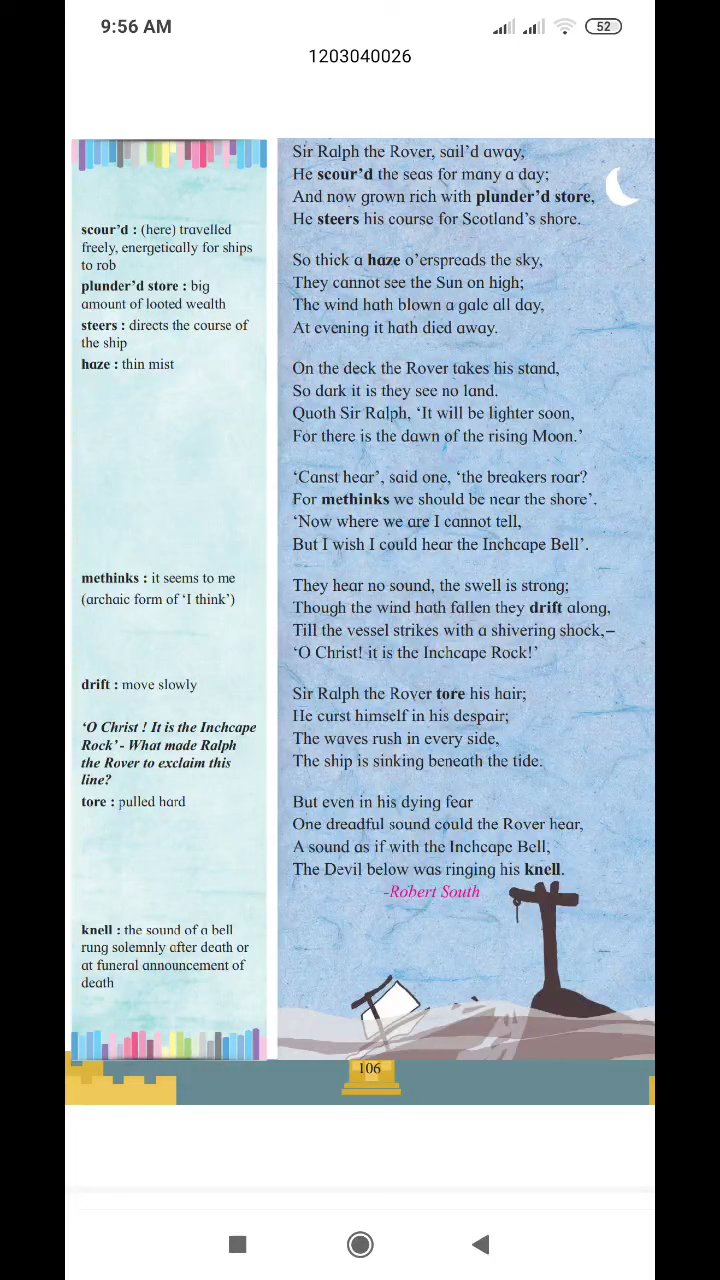 9:56 AM
52
1203040026
scour’d : (here) travelled
freely, energetically for ships
to rob
plunder’d store : big
amount of looted wealth
steers : directs the course of
the ship
haze : thin mist
methinks : it seems to me
(archaic form of ‘I think’)
drift : move slowly
‘O Christ ! It is the Inchcape
Rock’ - What made Ralph
the Rover to exclaim this
line?
tore : pulled hard
knell : the sound of a bell
rung solemnly after death or
at funeral announcement of
death
Sir Ralph the Rover, sail’d away,
He scour’d the seas for many a day;
And now grown rich with plunder’d store,
He steers his course for Scotland’s shore.
So thick a haze o’erspreads the sky,
They cannot see the Sun on high;
The wind hath blown a gale all day,
At evening it hath died away.
On the deck the Rover takes his stand,
So dark it is they see no land.
Quoth Sir Ralph, ‘It will be lighter soon,
For there is the dawn of the rising Moon.’
‘Canst hear’, said one, ‘the breakers roar?
For methinks we should be near the shore’.
‘Now where we are I cannot tell,
But I wish I could hear the Inchcape Bell’.
They hear no sound, the swell is strong;
Though the wind hath fallen they drift along,
Till the vessel strikes with a shivering shock,–
‘O Christ! it is the Inchcape Rock!’
Sir Ralph the Rover tore his hair;
He curst himself in his despair;
The waves rush in every side,
The ship is sinking beneath the tide.
But even in his dying fear
One dreadful sound could the Rover hear,
A sound as if with the Inchcape Bell,
The Devil below was ringing his knell.
-Robert South
106